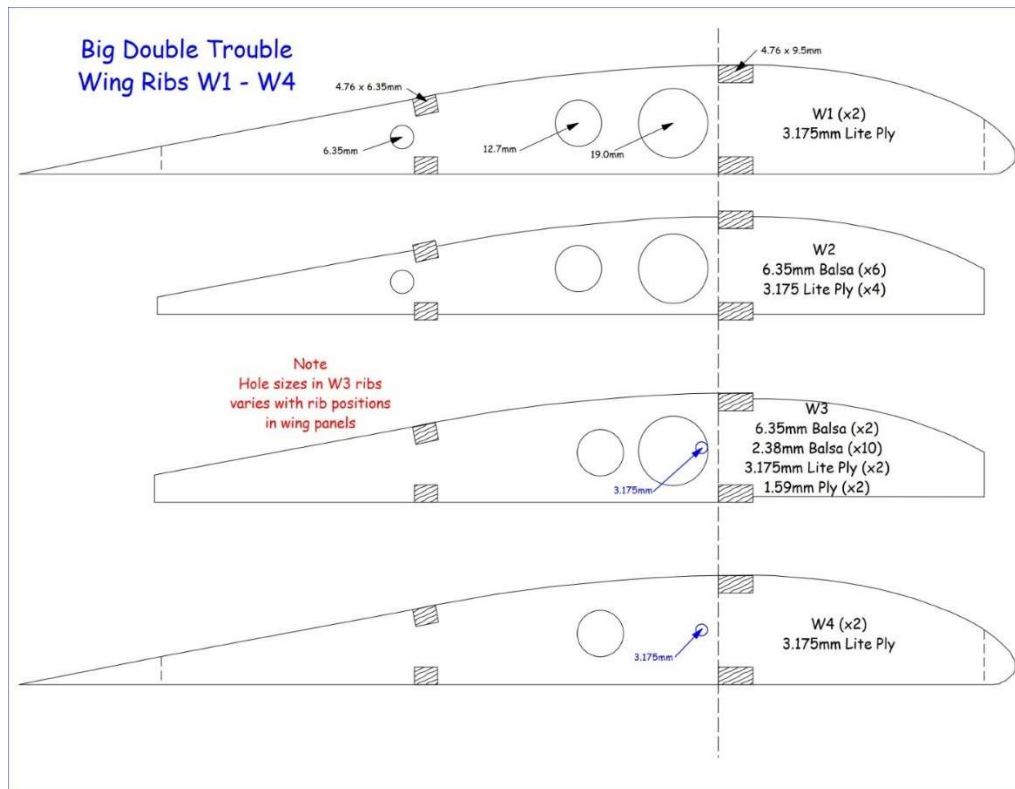 Big Double Trouble
Wing Ribs W1 - W4
4.76 x 9.5mm
4.76 x 6.35mm
W1 (x2)
3.175mm Lite Ply
6.35mm
12.7mm
19.0mm
W2
6.35mm Balsa (x6)
3.175 Lite Ply (x4)
Note
Hole sizes in W3 ribs
varies with rib positions
in wing panels
W3
6.35mm Balsa (x2)
2.38mm Balsa (x10)
3.175mm Lite Ply (x2)
1.59mm Ply (x2)
3.175mm
W4 (x2)
3.175mm Lite Ply
3.175mm